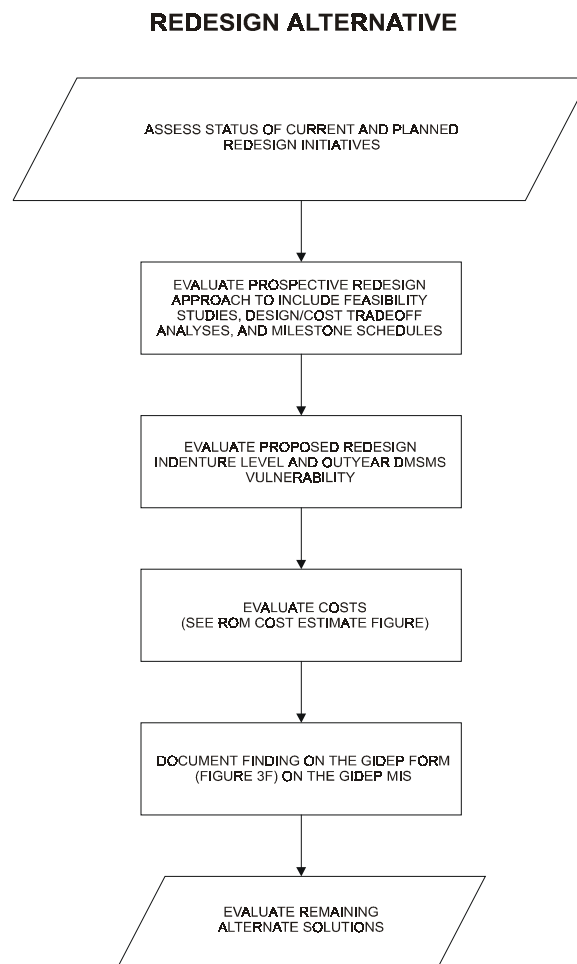 REDESIGN ALTERNATIVE
ASSESS STATUS OF CURRENT AND PLANNED
REDESIGN INITIATIVES
EVALUATE PROSPECTIVE REDESIGN
APPROACH TO INCLUDE FEASIBILITY
STUDIES, DESIGN/COST TRADEOFF
ANALYSES, AND MILESTONE SCHEDULES
EVALUATE PROPOSED REDESIGN
INDENTURE LEVEL AND OUTYEAR DMSMS
VULNERABILITY
EVALUATE COSTS
(SEE ROM COST ESTIMATE FIGURE)
DOCUMENT FINDING ON THE GIDEP FORM
(FIGURE 3F) ON THE GIDEP MIS
EVALUATE REMAINING
ALTERNATE SOLUTIONS